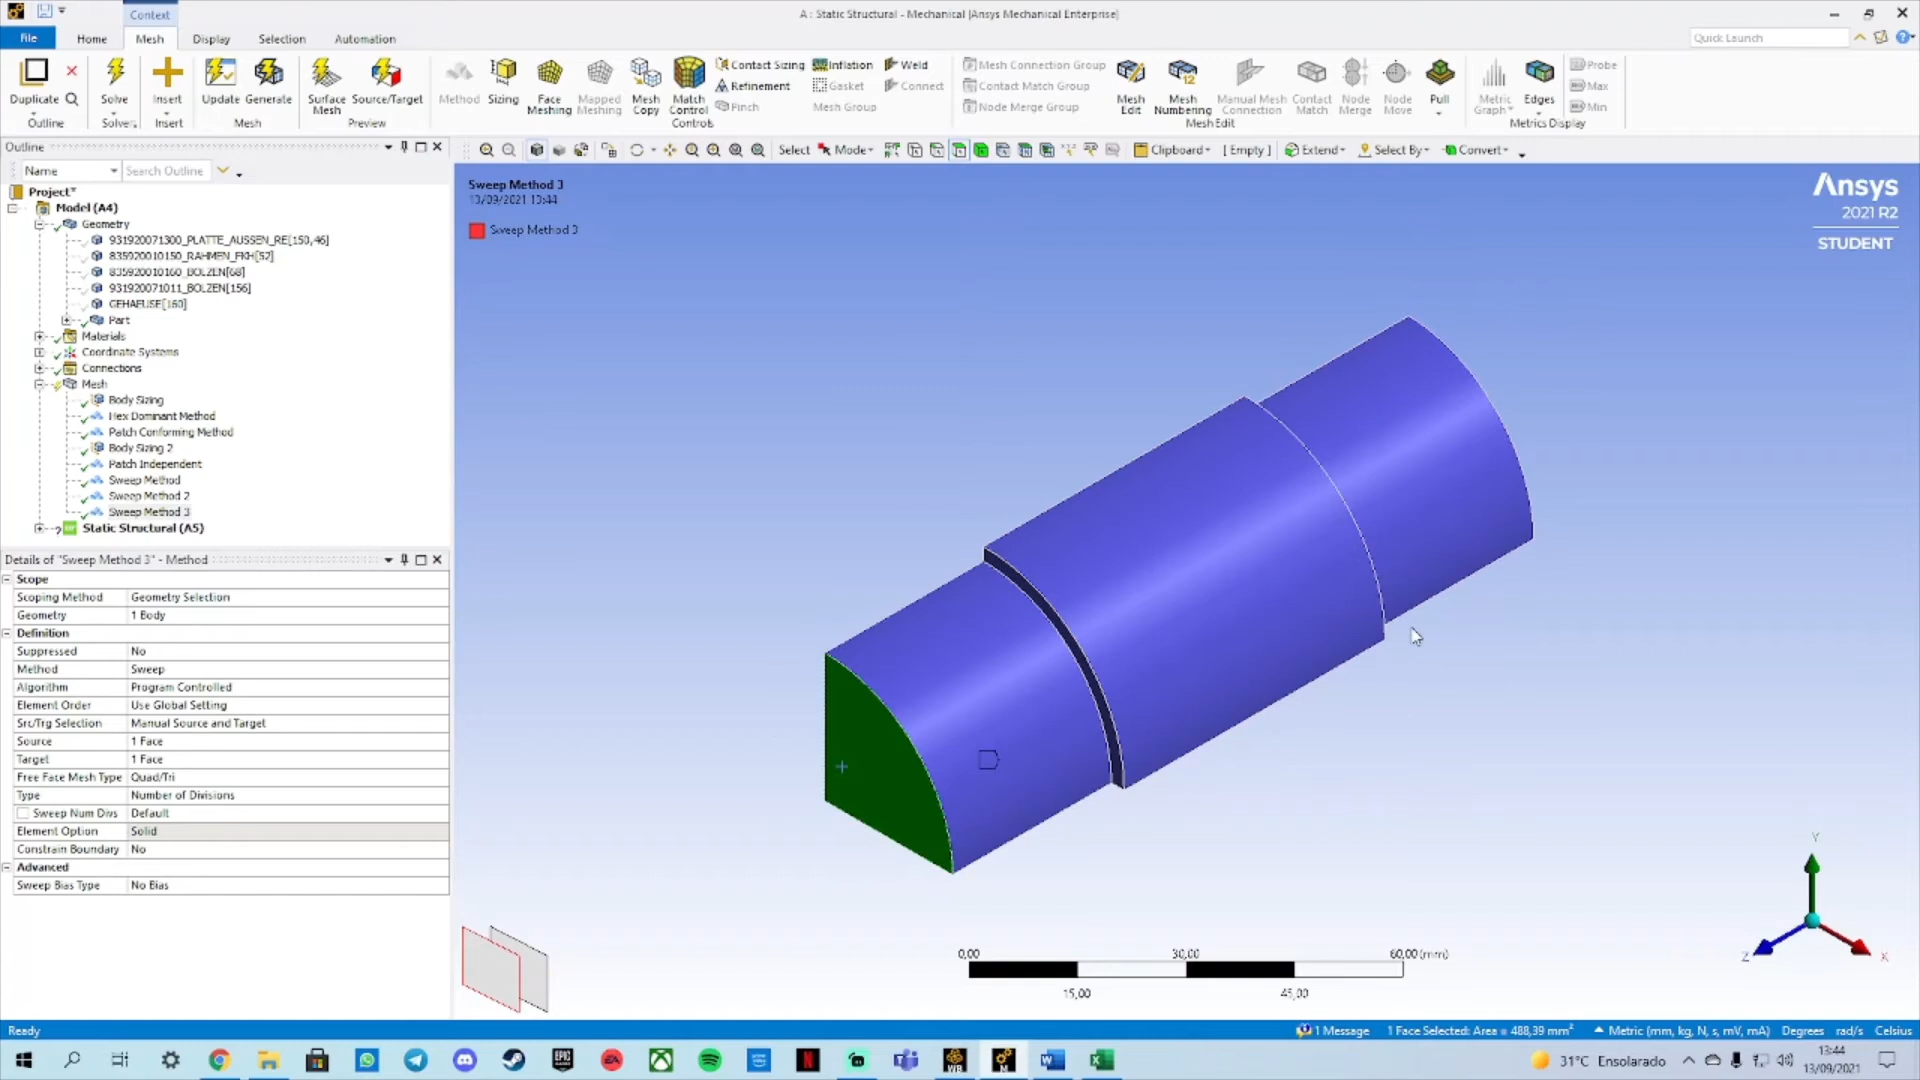 Context
A : Static Structural - Mechanical [Ansys Mechanical Enterprise]
File Home Mesh Display Selection Automation
Quick Launch
Duplicate Solve Insert Update Generate Surface Mesh Source/Target Method Sizing Face Meshing Mapped Meshing Mesh Copy Match Control
Contact Sizing Inflation Weld
Refinement Gasket Connect
Pinch Mesh Group
Mesh Connection Group
Contact Match Group
Node Merge Group
Mesh Edit Mesh Numbering Manual Mesh Connection Contact Match Node Merge Node Move Pull Metric Graph Edges
Probe
Max
Min
Outline Solve Insert Mesh Preview Controls Mesh Edit Metrics Display
Outline
Select Mode Clipboard [ Empty ] Extend Select By Convert
Name Search Outline
Project*
Model (A4)
Geometry
931920071300_PLATTE_AUSSEN_RE[150,46]
835920010150_RAHMEN_FKH[52]
835920010160_BOLZEN[68]
931920071011_BOLZEN[156]
GEHAEUSE[160]
Part
Materials
Coordinate Systems
Connections
Mesh
Body Sizing
Hex Dominant Method
Patch Conforming Method
Body Sizing 2
Patch Independent
Sweep Method
Sweep Method 2
Sweep Method 3
Static Structural (A5)
Details of "Sweep Method 3" - Method
Scope
Scoping Method Geometry Selection
Geometry 1 Body
Definition
Suppressed No
Method Sweep
Algorithm Program Controlled
Element Order Use Global Setting
Src/Trg Selection Manual Source and Target
Source 1 Face
Target 1 Face
Free Face Mesh Type Quad/Tri
Type Number of Divisions
Sweep Num Divs Default
Element Option Solid
Constrain Boundary No
Advanced
Sweep Bias Type No Bias
Sweep Method 3
13/09/2021 13:44
Sweep Method 3
Ansys
2021 R2
STUDENT
0,00 30,00 60,00 (mm)
15,00 45,00
Y
Z
X
Ready
1 Message 1 Face Selected: Area = 488,39 mm² Metric (mm, kg, N, s, mV, mA) Degrees rad/s Celsius
31°C Ensolarado
13:44
13/09/2021